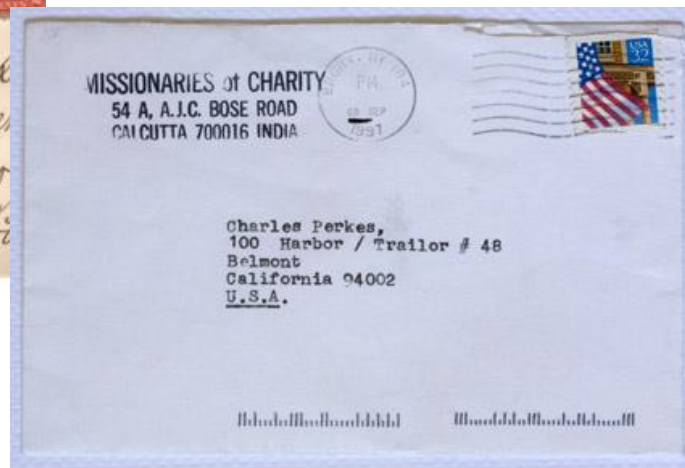 MISSIONARIES of CHARITY
54 A, A.J.C. BOSE ROAD
CALCUTTA 700016 INDIA
PM
SEP
1997
USA
32
Charles Perkes,
100 Harbor / Trailor # 48
Belmont
California 94002
U.S.A.